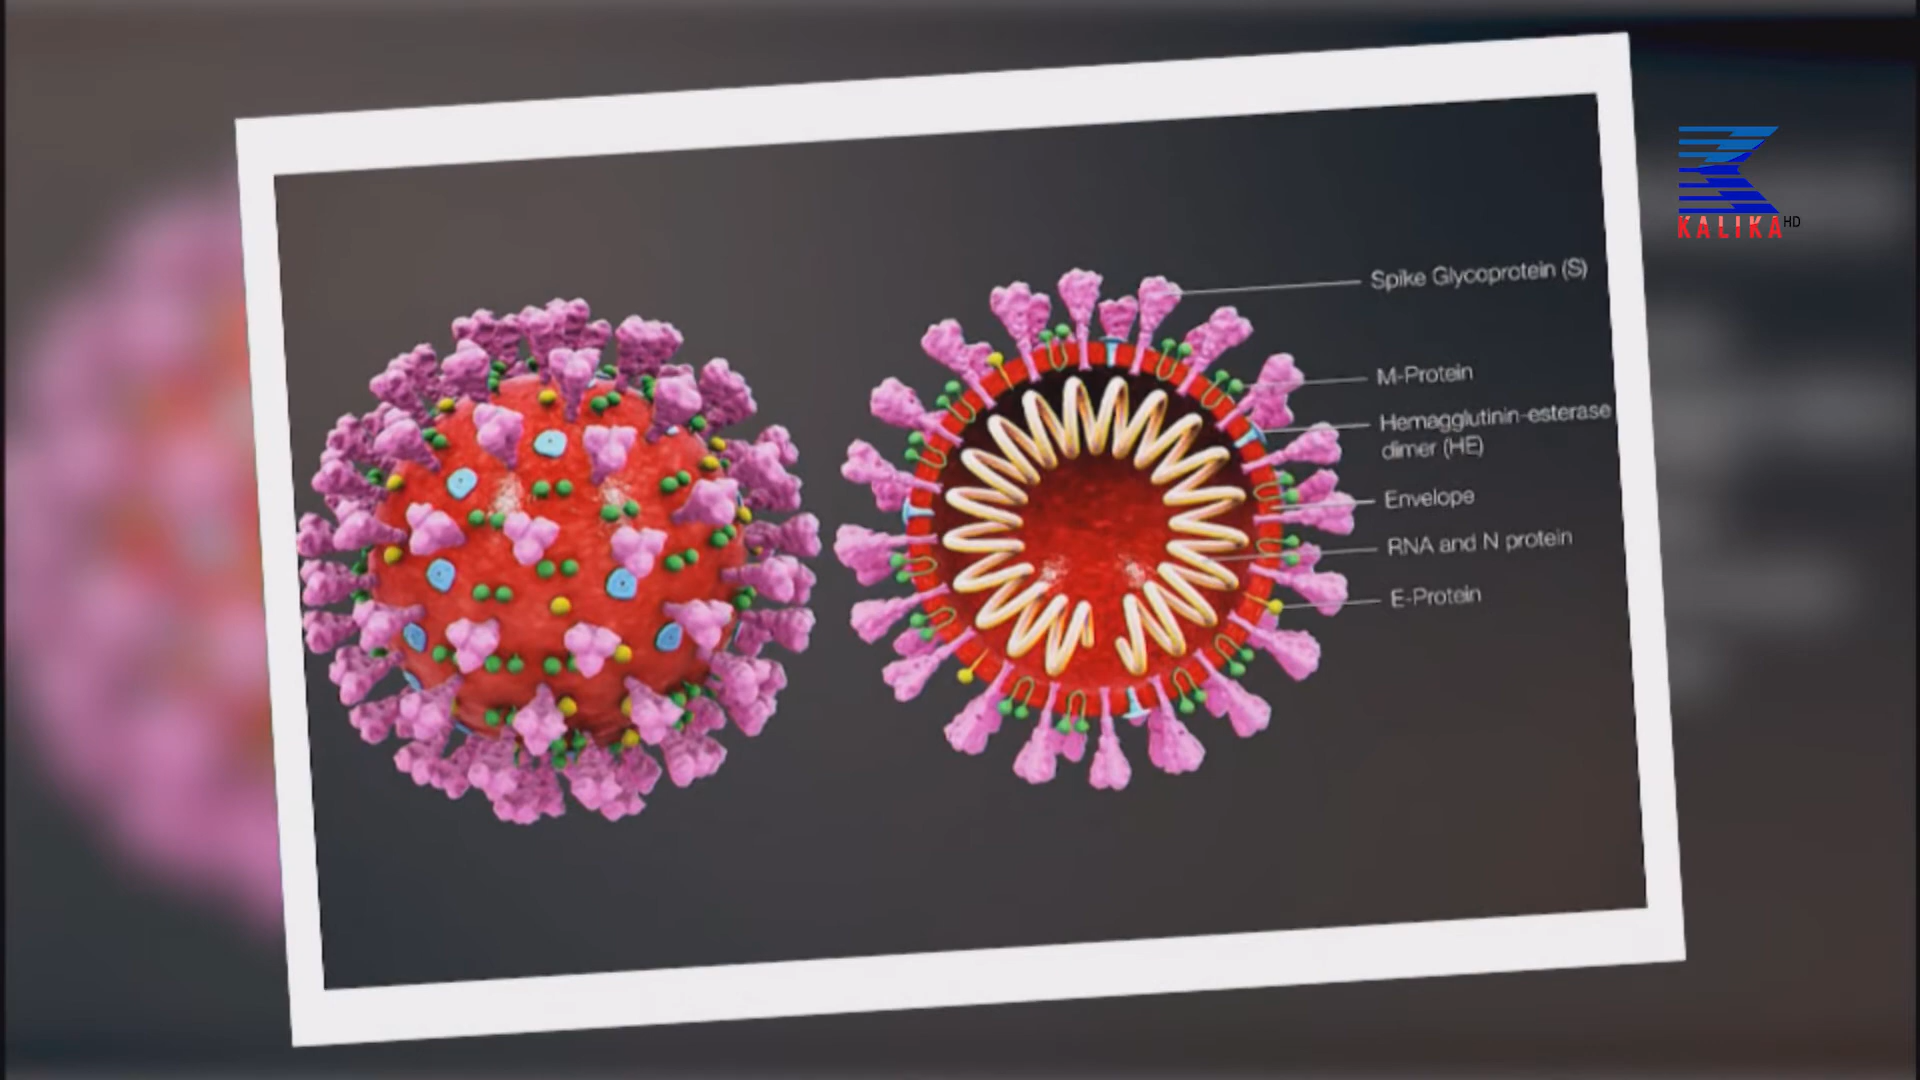 KALIKA HD
Spike Glycoprotein (S)
M-Protein
Hemagglutinin-esterase
dimer (HE)
Envelope
RNA and N protein
E-Protein